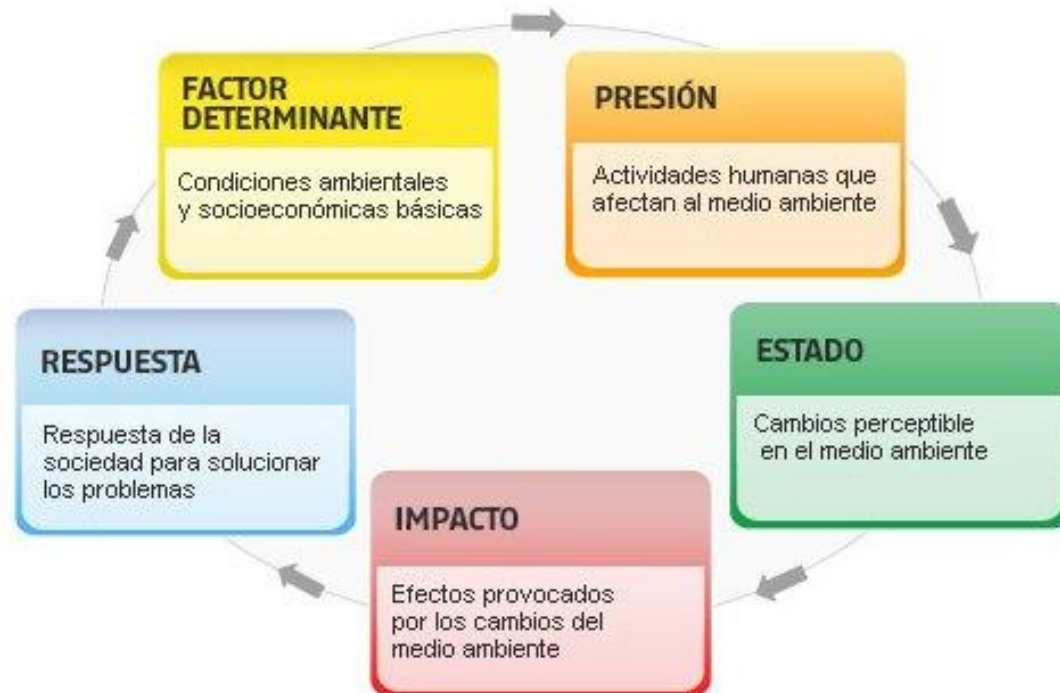 FACTOR
DETERMINANTE
Condiciones ambientales
y socioeconómicas básicas
PRESIÓN
Actividades humanas que
afectan al medio ambiente
ESTADO
Cambios perceptible
en el medio ambiente
IMPACTO
Efectos provocados
por los cambios del
medio ambiente
RESPUESTA
Respuesta de la
sociedad para solucionar
los problemas